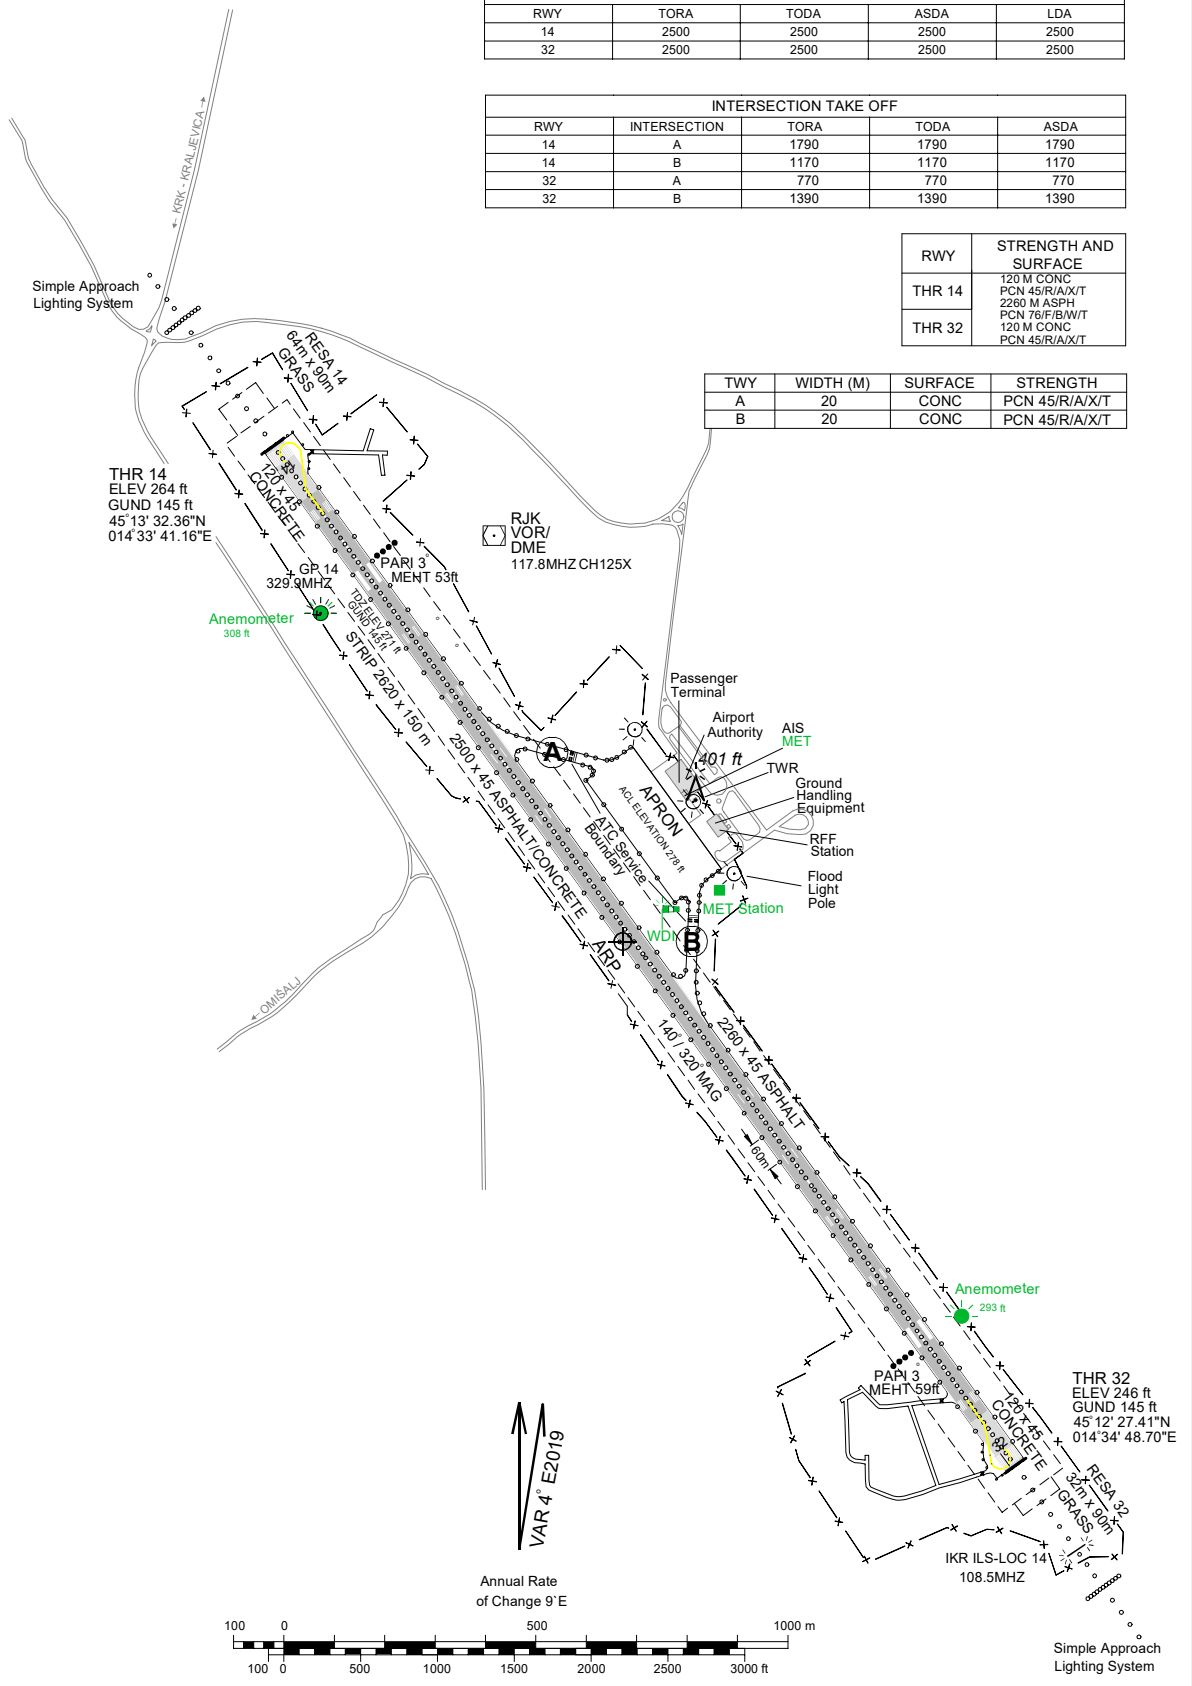 RWY TORA TODA ASDA LDA
14 2500 2500 2500 2500
32 2500 2500 2500 2500
INTERSECTION TAKE OFF
RWY INTERSECTION TORA TODA ASDA
14 A 1790 1790 1790
14 B 1170 1170 1170
32 A 770 770 770
32 B 1390 1390 1390
RWY STRENGTH AND
SURFACE
THR 14
THR 32
120 M CONC
PCN 45/R/A/X/T
2260 M ASPH
PCN 76/F/B/W/T
120 M CONC
PCN 45/R/A/X/T
TWY WIDTH (M) SURFACE STRENGTH
A 20 CONC PCN 45/R/A/X/T
B 20 CONC PCN 45/R/A/X/T
← KRK - KRALJEVICA →
Simple Approach
Lighting System
RESA 14
64m x 90m
GRASS
THR 14
ELEV 264 ft
GUND 145 ft
45°13' 32.36"N
014°33' 41.16"E
14
120 x 45
CONCRETE
RJK
VOR/
DME
117.8MHZ CH125X
PAPI 3°
MEHT 53ft
GP 14
329.9MHZ
Anemometer
308 ft
TDZ ELEV 271 ft
GUND 145 ft
STRIP 2620 x 150 m
2500 x 45 ASPHALT/CONCRETE
A
Passenger
Terminal
Airport
Authority
AIS
MET
401 ft
TWR
Ground
Handling
Equipment
RFF
Station
Flood
Light
Pole
APRON
ACL ELEVATION 278 ft
ATC Service
Boundary
MET Station
WDI
B
ARP
← OMIŠALJ
140°/ 320° MAG
2260 x 45 ASPHALT
60m
Anemometer
293 ft
PAPI 3°
MEHT 59ft
THR 32
ELEV 246 ft
GUND 145 ft
45°12' 27.41"N
014°34' 48.70"E
120 x 45
CONCRETE
32
RESA 32
32m x 90m
GRASS
IKR ILS-LOC 14
108.5MHZ
VAR 4° E2019
Annual Rate
of Change 9`E
100 0 500 1000 m
100 0 500 1000 1500 2000 2500 3000 ft
Simple Approach
Lighting System